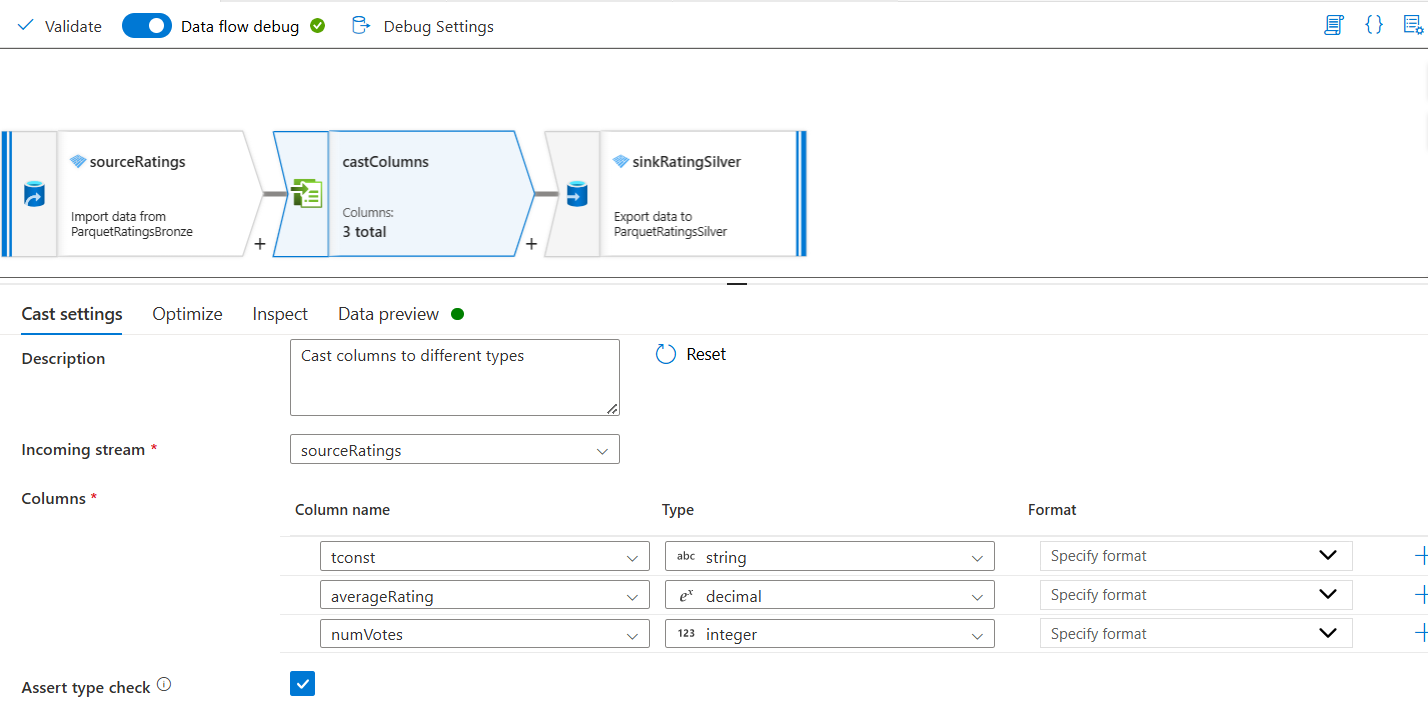 Validate
Data flow debug
Debug Settings
sourceRatings
Import data from
ParquetRatingsBronze
+
castColumns
Columns:
3 total
+
sinkRatingSilver
Export data to
ParquetRatingsSilver
Cast settings
Optimize
Inspect
Data preview
Description
Cast columns to different types
Reset
Incoming stream *
sourceRatings
Columns *
Column name
Type
Format
tconst
abc string
Specify format
averageRating
eˣ decimal
Specify format
numVotes
123 integer
Specify format
Assert type check